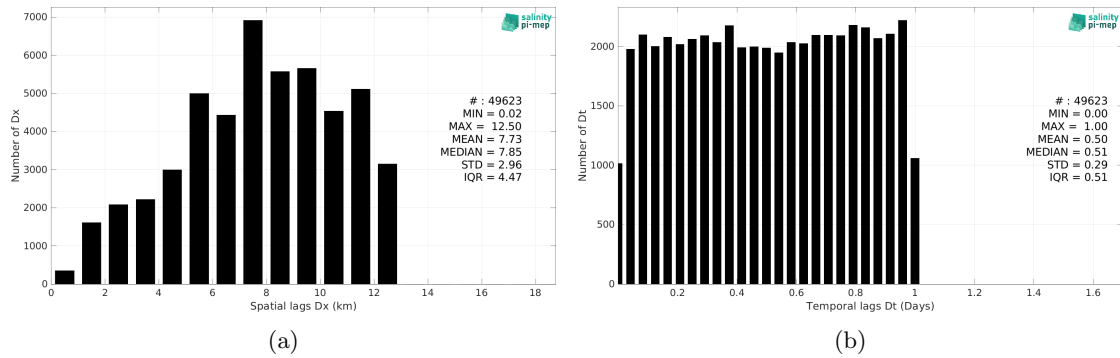 7000
6000
5000
4000
3000
2000
1000
0
Number of Dx
0 2 4 6 8 10 12 14 16 18
Spatial lags Dx (km)
salinity
pi-mep
# : 49623
MIN = 0.02
MAX = 12.50
MEAN = 7.73
MEDIAN = 7.85
STD = 2.96
IQR = 4.47
(a)
2000
1500
1000
500
0
Number of Dt
0.2 0.4 0.6 0.8 1 1.2 1.4 1.6
Temporal lags Dt (Days)
salinity
pi-mep
# : 49623
MIN = 0.00
MAX = 1.00
MEAN = 0.50
MEDIAN = 0.51
STD = 0.29
IQR = 0.51
(b)